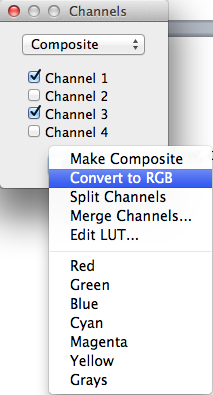 Channels
Composite
Channel 1
Channel 2
Channel 3
Channel 4
Make Composite
Convert to RGB
Split Channels
Merge Channels...
Edit LUT...
Red
Green
Blue
Cyan
Magenta
Yellow
Grays